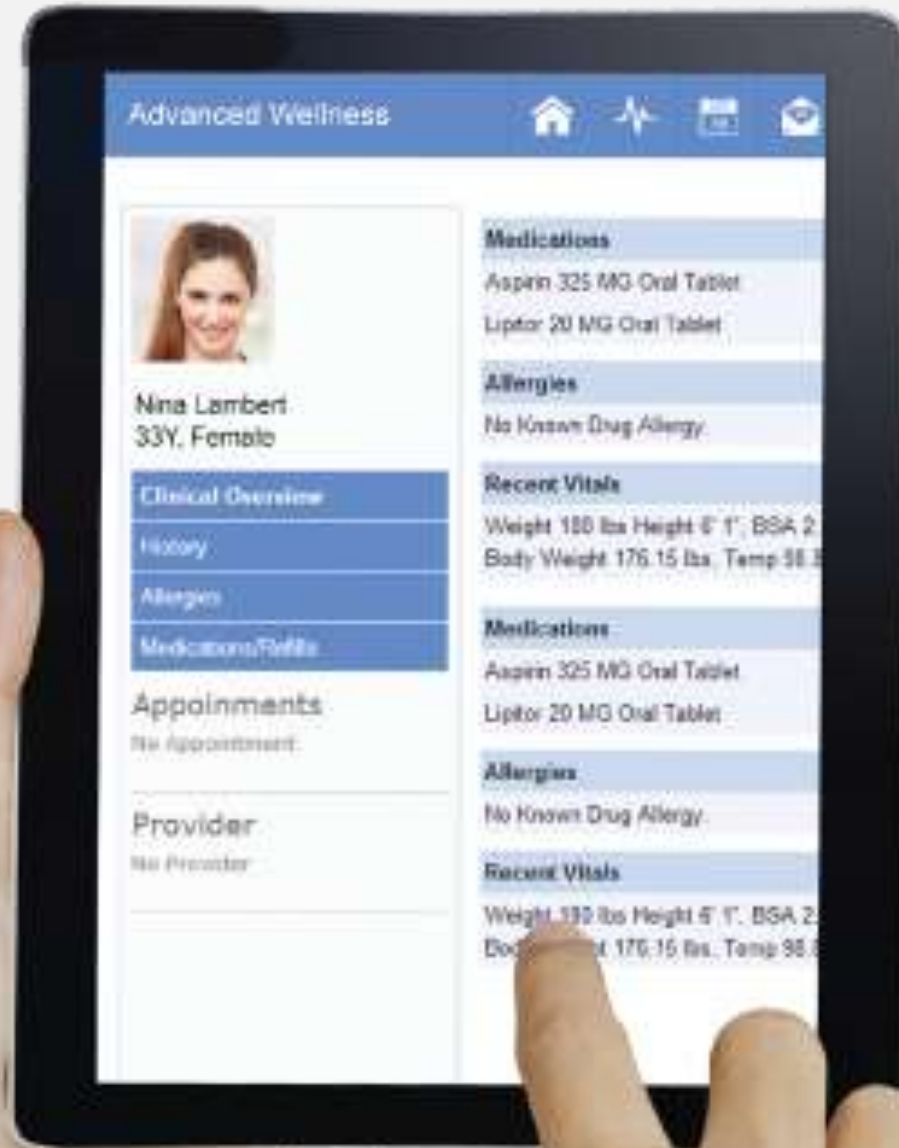 Advanced Wellness
Nina Lambert
33Y, Female
Clinical Overview
History
Allergies
Medications/Refills
Appoinments
No Appointment
Provider
No Provider
Medications
Aspirin 325 MG Oral Tablet
Lipitor 20 MG Oral Tablet
Allergies
No Known Drug Allergy.
Recent Vitals
Weight 180 lbs Height 6' 1", BSA 2.
Body Weight 176.15 lbs, Temp 98.
Medications
Aspirin 325 MG Oral Tablet
Lipitor 20 MG Oral Tablet
Allergies
No Known Drug Allergy.
Recent Vitals
Weight 180 lbs Height 6' 1", BSA 2.
176.15 lbs, Temp 98.